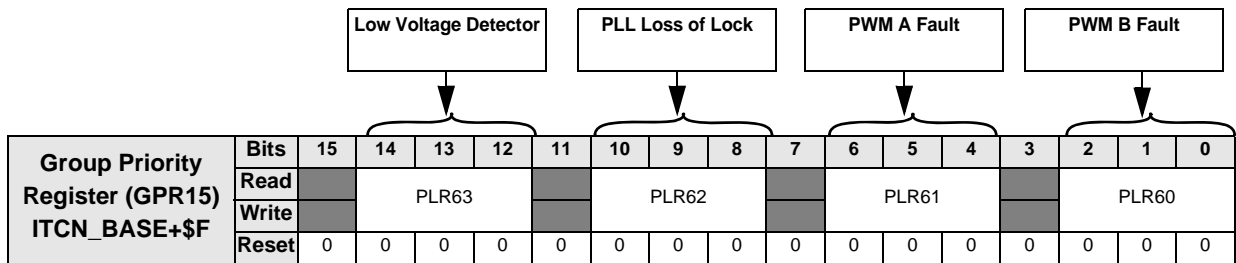 Low Voltage Detector PLL Loss of Lock PWM A Fault PWM B Fault
Group Priority
Register (GPR15)
ITCN_BASE+$F
Bits 15 14 13 12 11 10 9 8 7 6 5 4 3 2 1 0
Read
Write
PLR63 PLR62 PLR61 PLR60
Reset 0 0 0 0 0 0 0 0 0 0 0 0 0 0 0 0